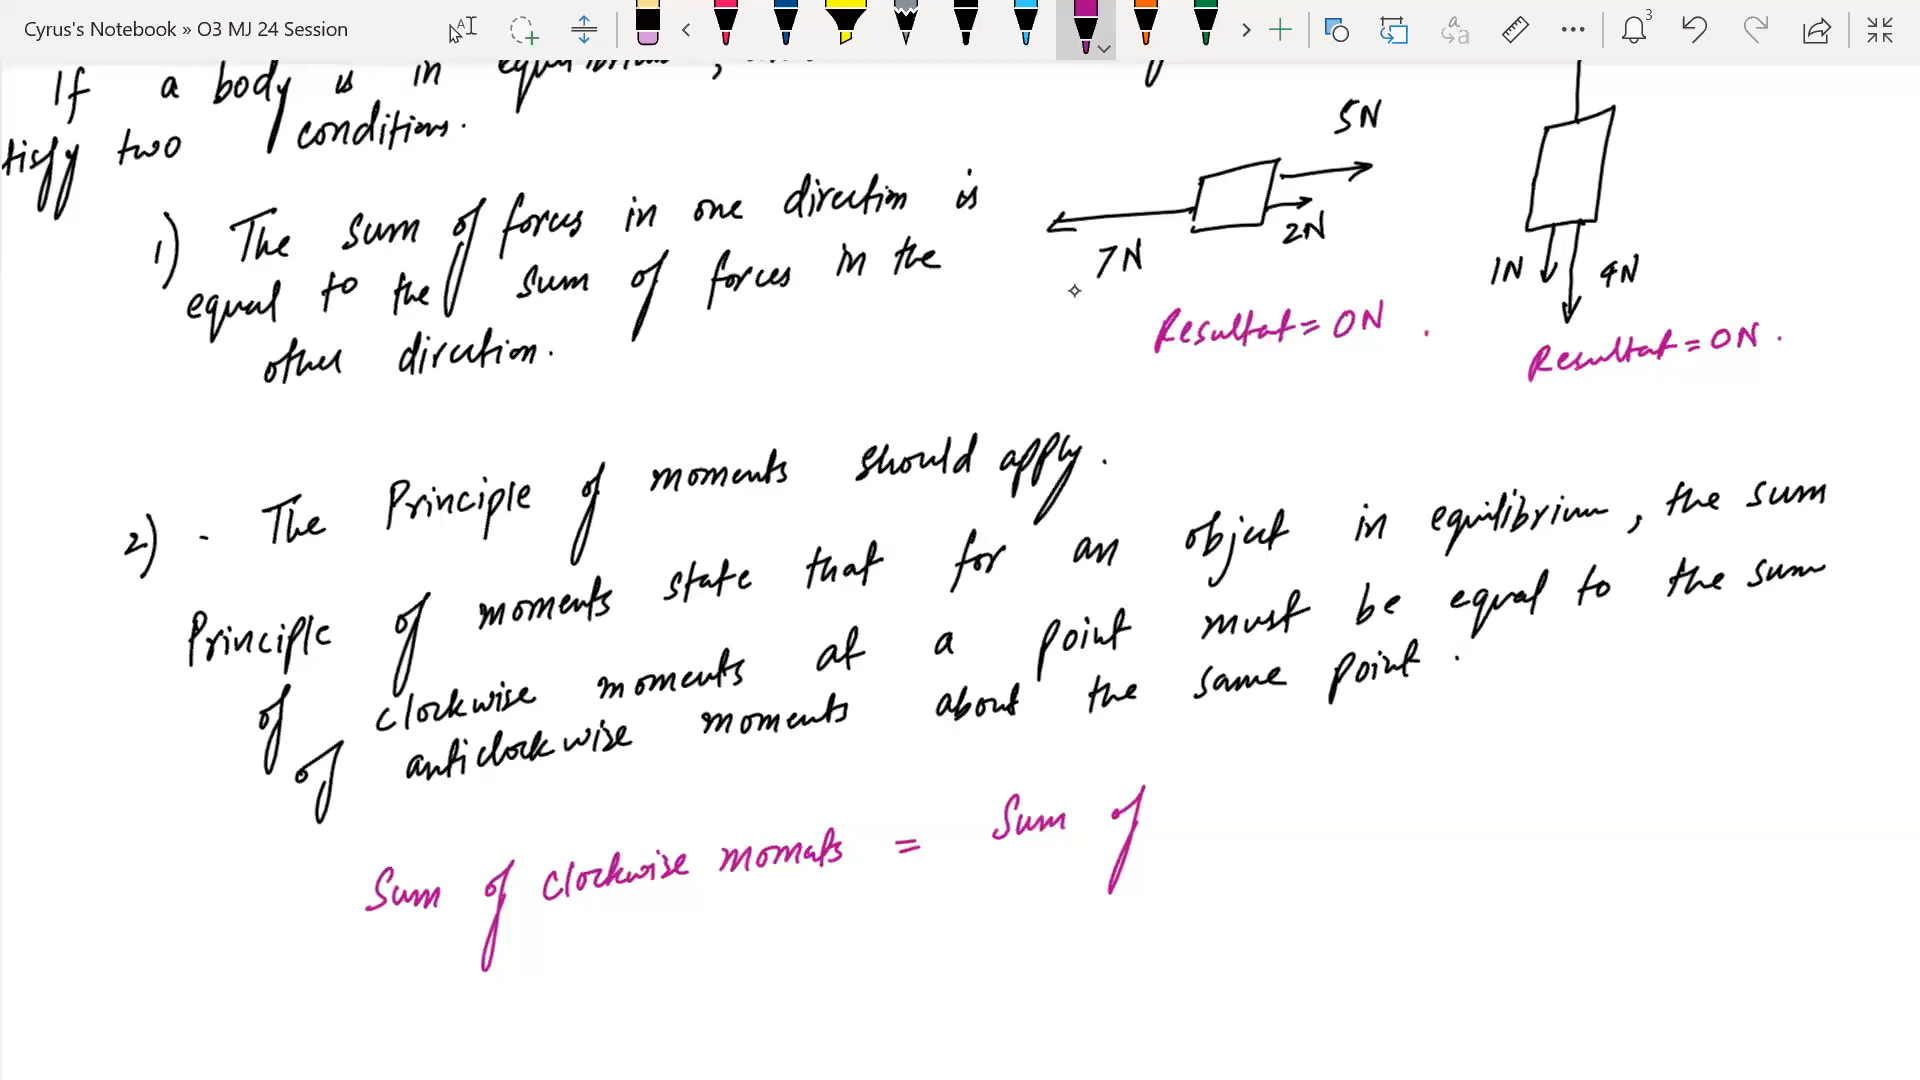 Cyrus's Notebook » O3 MJ 24 Session
3
If a body is in
tisfy two conditions.
1) The sum of forces in one direction is
equal to the sum of forces in the
other direction.
5N
2N
7N
Resultat = 0N .
1N
4N
Resultat = 0N .
2) . The Principle of moments should apply.
Principle of moments state that for an object in equilibrium, the sum
of clockwise moments at a point must be equal to the sum
of anticlockwise moments about the same point.
Sum of clockwise momats = Sum of